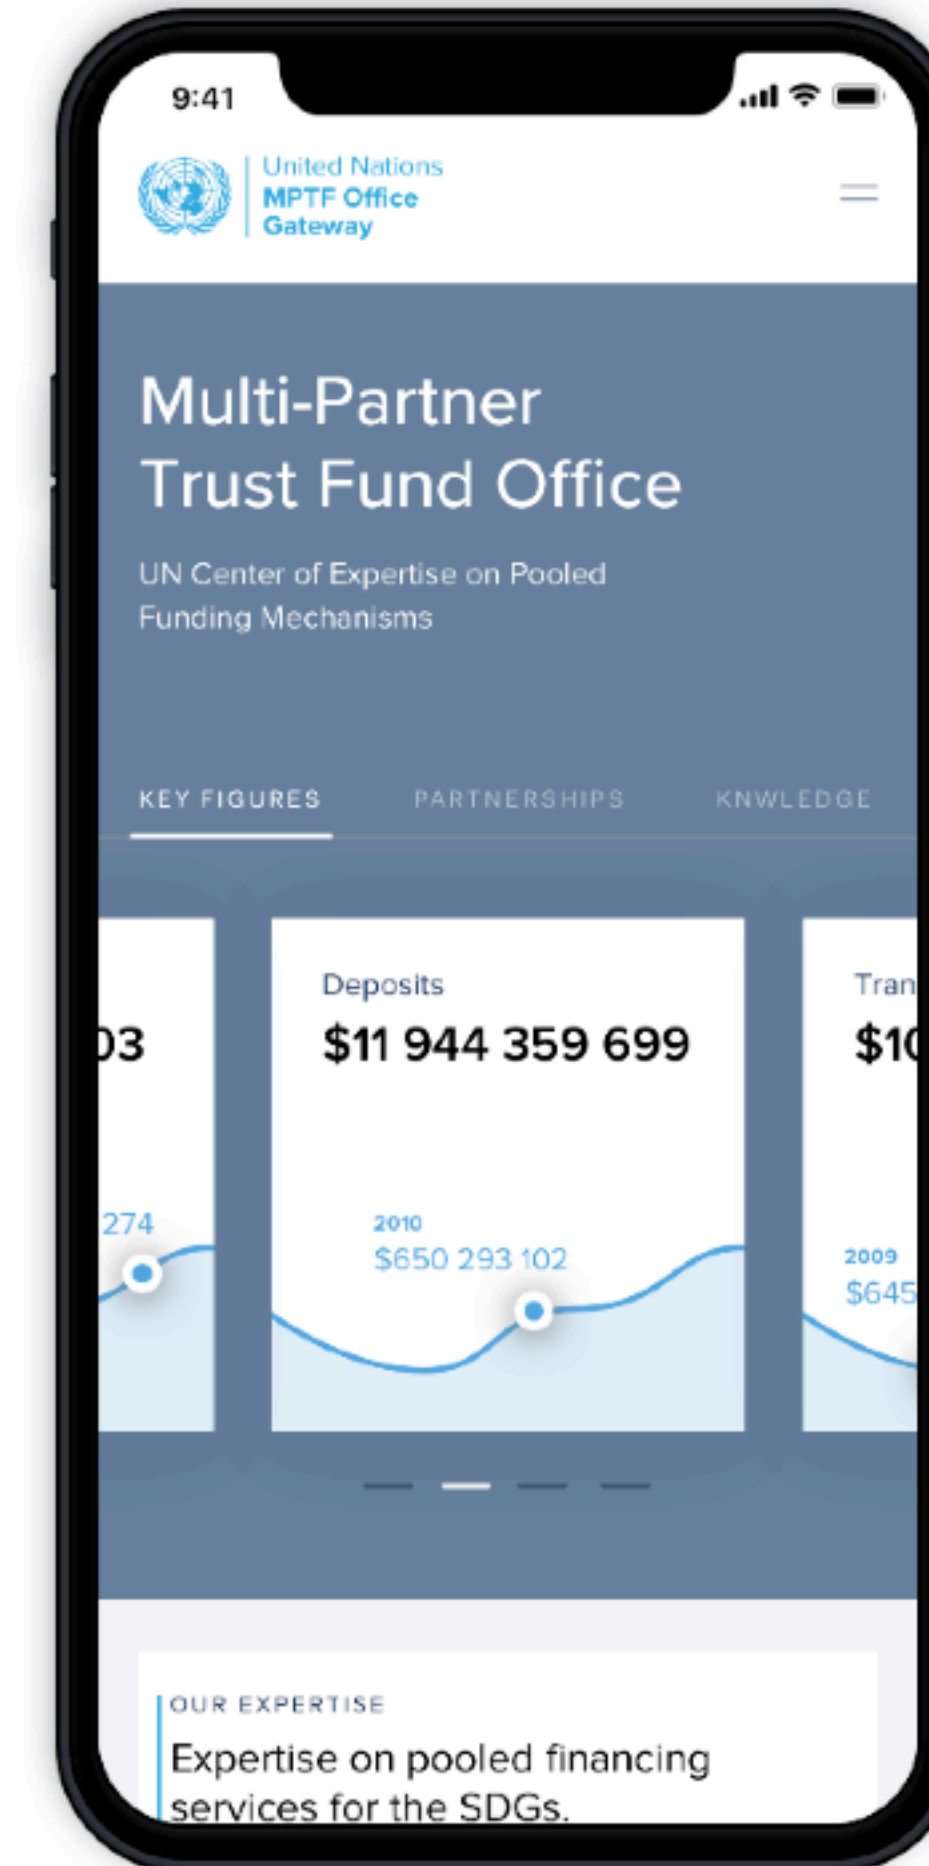 9:41
United Nations
MPTF Office
Gateway
Multi-Partner
Trust Fund Office
UN Center of Expertise on Pooled
Funding Mechanisms
KEY FIGURES PARTNERSHIPS KNWLEDGE
Deposits
$11 944 359 699
2010
$650 293 102
03
274
Tran
$10
2009
$645
OUR EXPERTISE
Expertise on pooled financing
services for the SDGs.